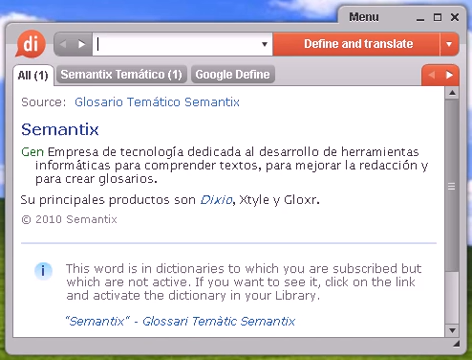 Menu
di
Define and translate
All (1)
Semantix Temático (1)
Google Define
Source: Glosario Temático Semantix
Semantix
Gen Empresa de tecnología dedicada al desarrollo de herramientas
informáticas para comprender textos, para mejorar la redacción y
para crear glosarios.
Su principales productos son Dixio, Xtyle y Gloxr.
© 2010 Semantix
i
This word is in dictionaries to which you are subscribed but
which are not active. If you want to see it, click on the link
and activate the dictionary in your Library.
"Semantix" - Glossari Temàtic Semantix